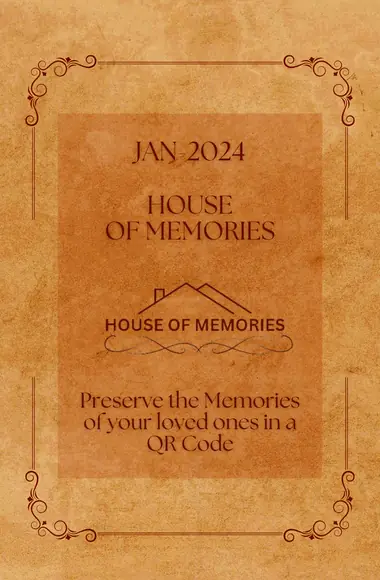 JAN-2024
HOUSE
OF MEMORIES
HOUSE OF MEMORIES
Preserve the Memories
of your loved ones in a
QR Code